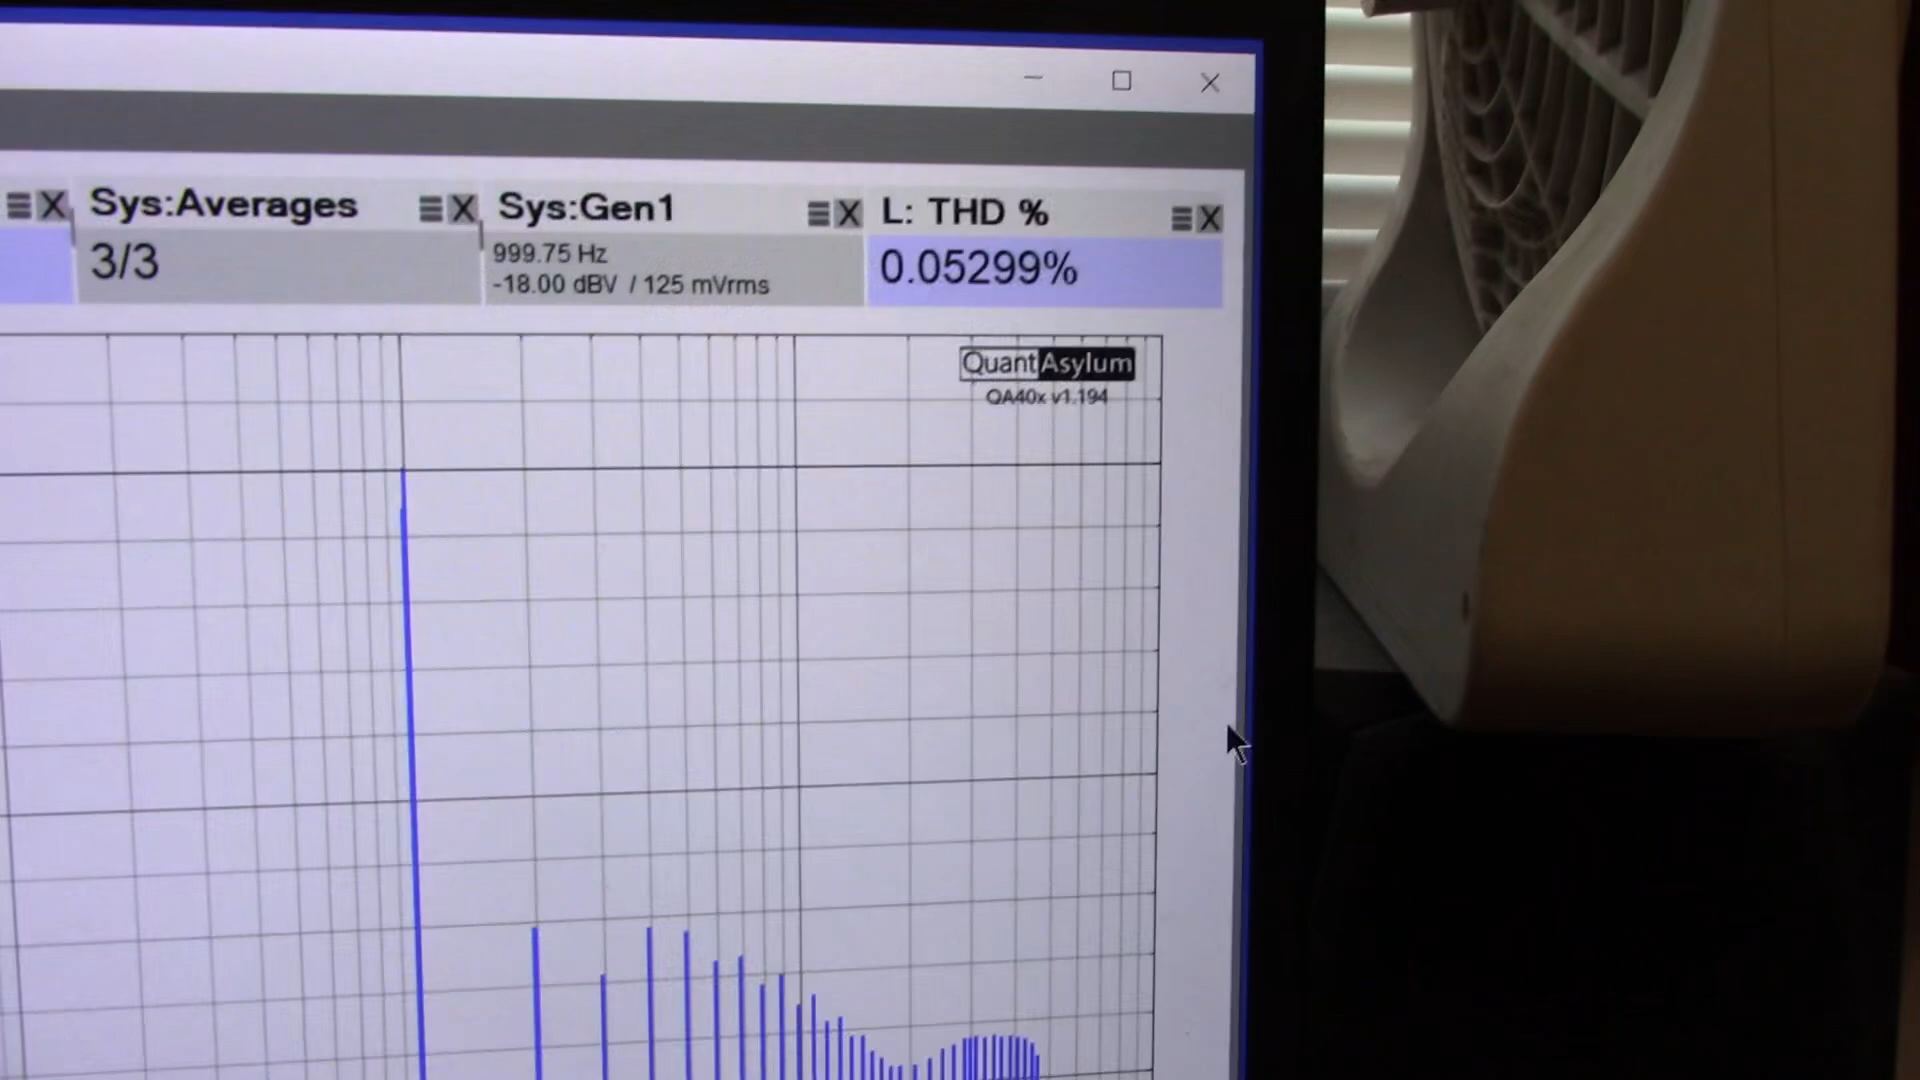 Sys:Averages
3/3
Sys:Gen1
999.75 Hz
-18.00 dBV / 125 mVrms
L: THD %
0.05299%
QuantAsylum
QA40x v1.194